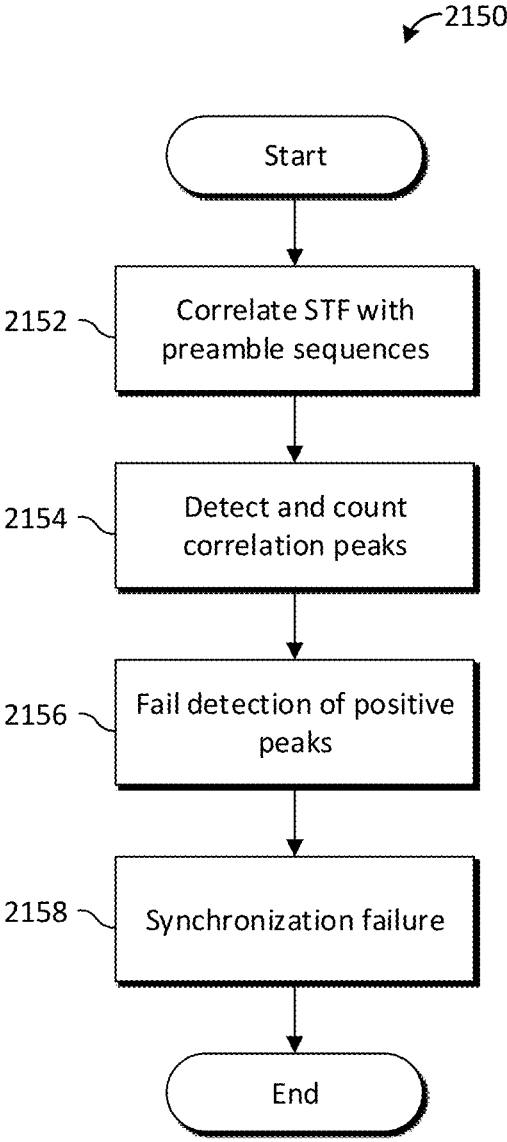 2150
Start
2152
Correlate STF with
preamble sequences
2154
Detect and count
correlation peaks
2156
Fail detection of positive
peaks
2158
Synchronization failure
End